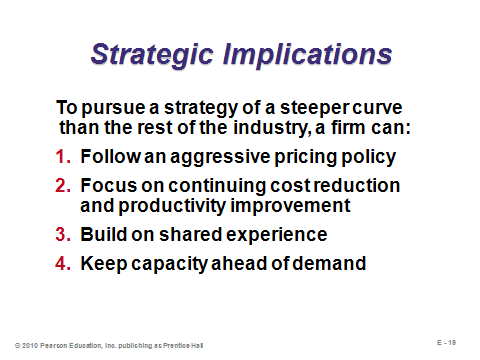 Strategic Implications
To pursue a strategy of a steeper curve
than the rest of the industry, a firm can:
1. Follow an aggressive pricing policy
2. Focus on continuing cost reduction
and productivity improvement
3. Build on shared experience
4. Keep capacity ahead of demand
© 2010 Pearson Education, Inc. publishing as Prentice Hall
E - 19